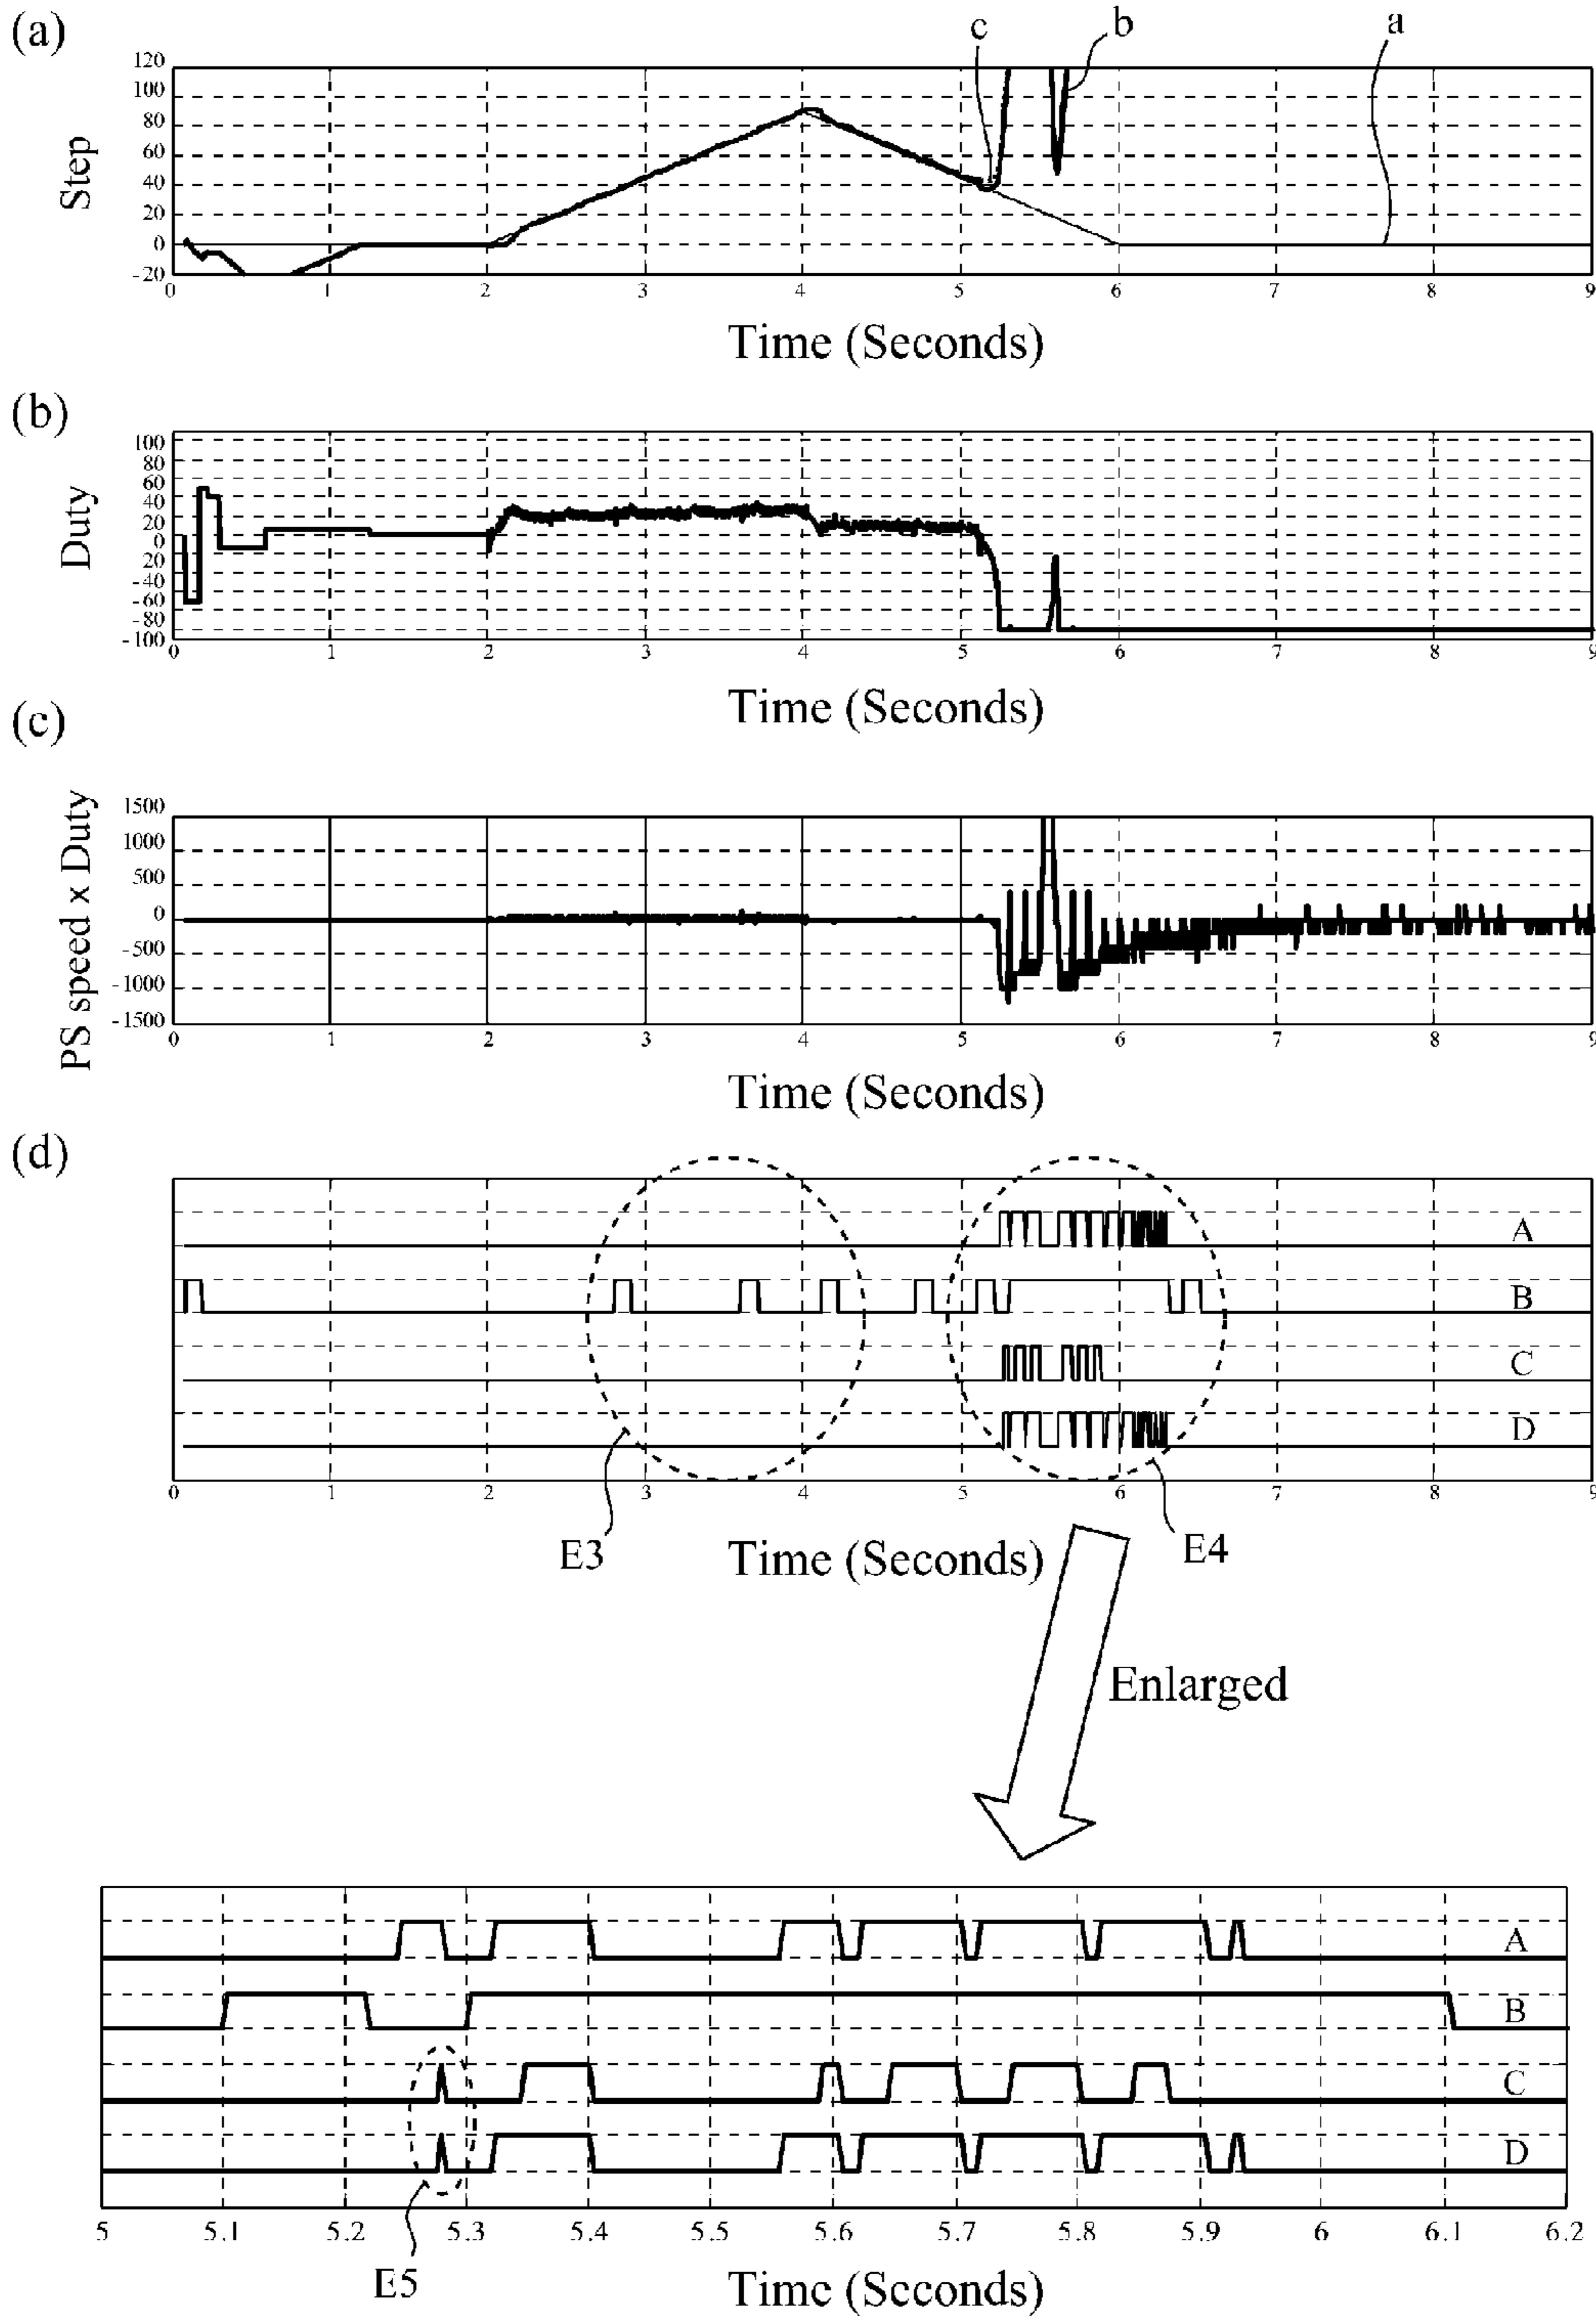 (a)
c b a
120
100
80
60
40
20
0
-20
Step
0 1 2 3 4 5 6 7 8 9
Time (Seconds)
(b)
100
80
60
40
20
0
20
-40
-60
-80
-100
Duty
0 1 2 3 4 5 6 7 8 9
Time (Seconds)
(c)
1500
1000
500
0
-500
-1000
-1500
PS speed x Duty
0 1 2 3 4 5 6 7 8 9
Time (Seconds)
(d)
A
B
C
D
0 1 2 3 4 5 6 7 8 9
E3 Time (Seconds) E4
Enlarged
A
B
C
D
5 5.1 5.2 5.3 5.4 5.5 5.6 5.7 5.8 5.9 6 6.1 6.2
E5 Time (Seconds)